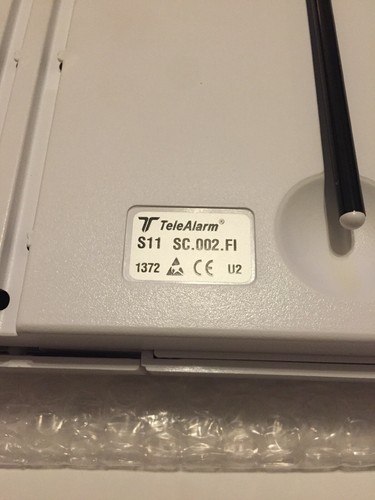 TeleAlarm®
S11 SC.002.FI
1372 CE U2